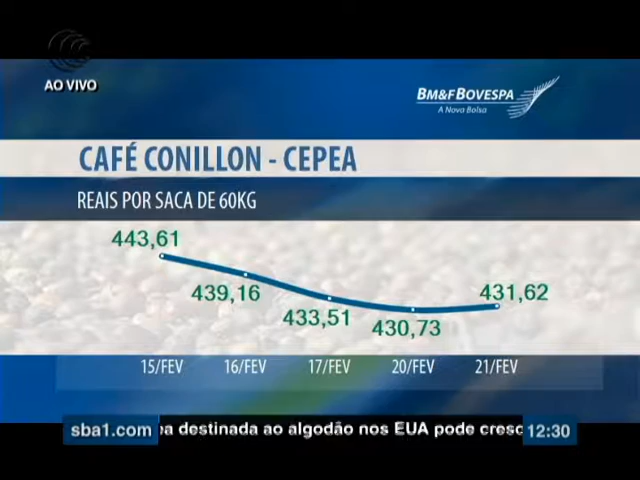 AO VIVO
BM&FBOVESPA
A Nova Bolsa
CAFÉ CONILLON - CEPEA
REAIS POR SACA DE 60KG
443,61
439,16
433,51
430,73
431,62
15/FEV 16/FEV 17/FEV 20/FEV 21/FEV
sba1.com destinada ao algodão nos EUA pode cresc 12:30